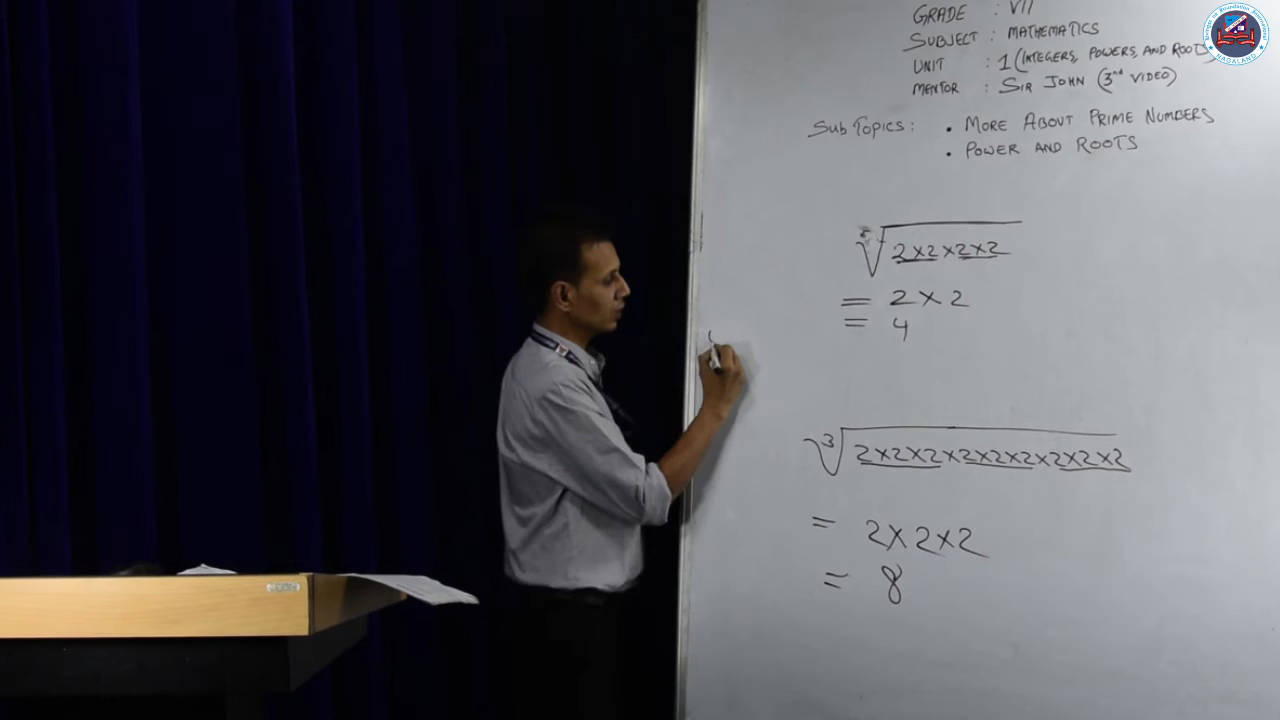 GRADE : VII
SUBJECT : MATHEMATICS
UNIT : 1 (INTEGERS, POWERS, AND ROOTS)
MENTOR : SIR JOHN (3nd VIDEO)
SUB TOPICS : • MORE ABOUT PRIME NUMBERS
• POWER AND ROOTS
√2×2×2×2
= 2×2
= 4
3√2×2×2×2×2×2×2×2×2
= 2×2×2
= 8
NAGALAND